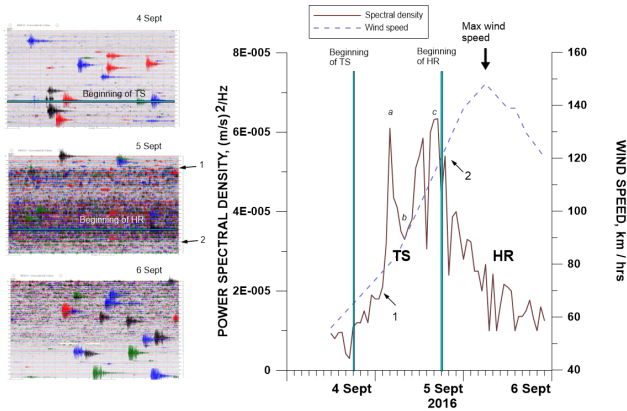 4 Sept
Beginning of TS
5 Sept
1
Beginning of HR
2
6 Sept
Spectral density
Wind speed
Max wind
speed
Beginning
of TS
Beginning
of HR
8E-005
6E-005
4E-005
2E-005
0
POWER SPECTRAL DENSITY, (m/s)^2/Hz
160
140
120
100
80
60
40
WIND SPEED, km / hrs
a
b
c
2
TS
HR
1
4 Sept
5 Sept
6 Sept
2016